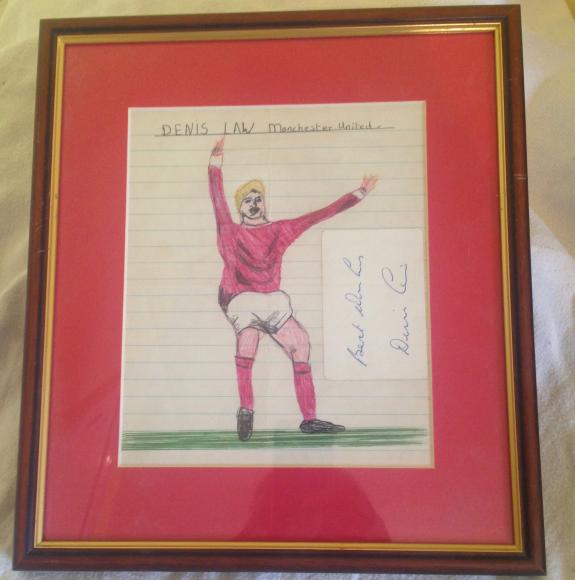 DENIS LAW Manchester United.
Best Wishes
Denis Law